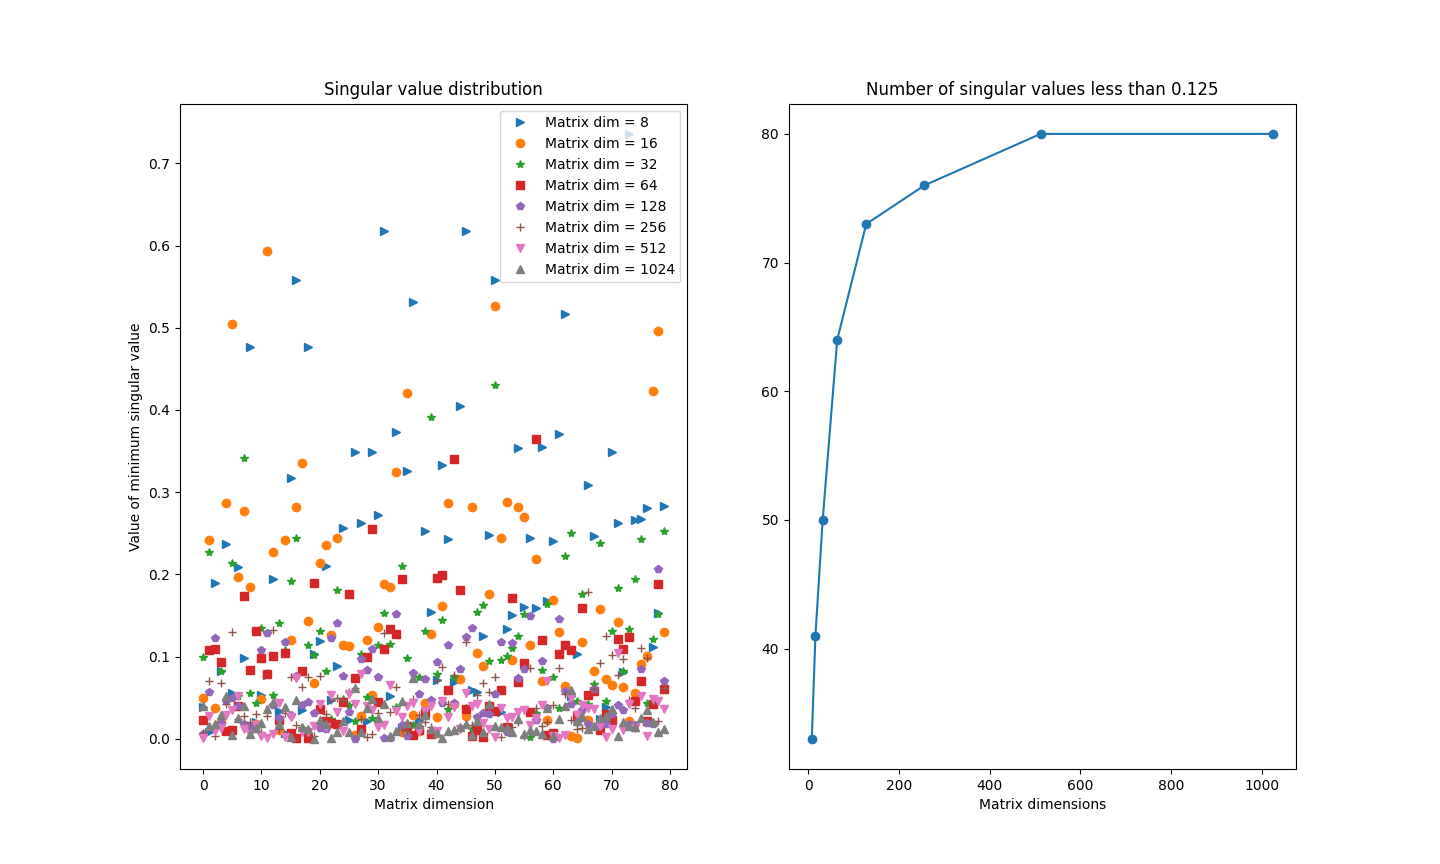 Singular value distribution
Value of minimum singular value
0.7
0.6
0.5
0.4
0.3
0.2
0.1
0.0
Matrix dim = 8
Matrix dim = 16
Matrix dim = 32
Matrix dim = 64
Matrix dim = 128
Matrix dim = 256
Matrix dim = 512
Matrix dim = 1024
0 10 20 30 40 50 60 70 80
Matrix dimension
Number of singular values less than 0.125
80
70
60
50
40
0 200 400 600 800 1000
Matrix dimensions